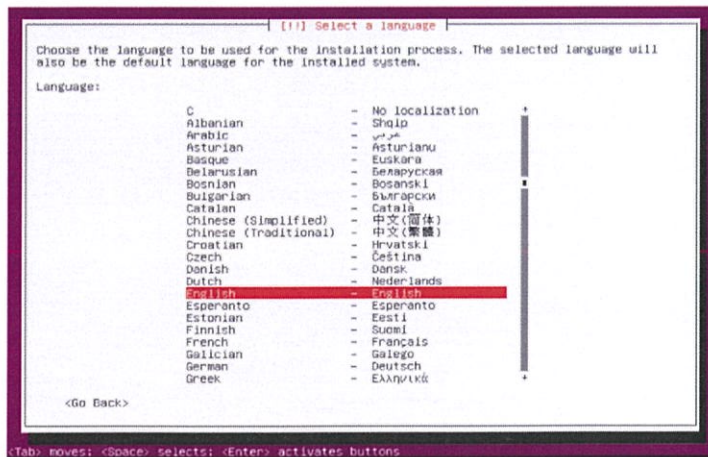 [!!] Select a language
Choose the language to be used for the installation process. The selected language will
also be the default language for the installed system.
Language:
C - No localization
Albanian - Shqip
Arabic - عربي
Asturian - Asturianu
Basque - Euskara
Belarusian - Беларуская
Bosnian - Bosanski
Bulgarian - Български
Catalan - Català
Chinese (Simplified) - 中文(简体)
Chinese (Traditional) - 中文(繁體)
Croatian - Hrvatski
Czech - Čeština
Danish - Dansk
Dutch - Nederlands
English - English
Esperanto - Esperanto
Estonian - Eesti
Finnish - Suomi
French - Français
Galician - Galego
German - Deutsch
Greek - Ελληνικά
<Go Back>
<Tab> moves; <Space> selects; <Enter> activates buttons